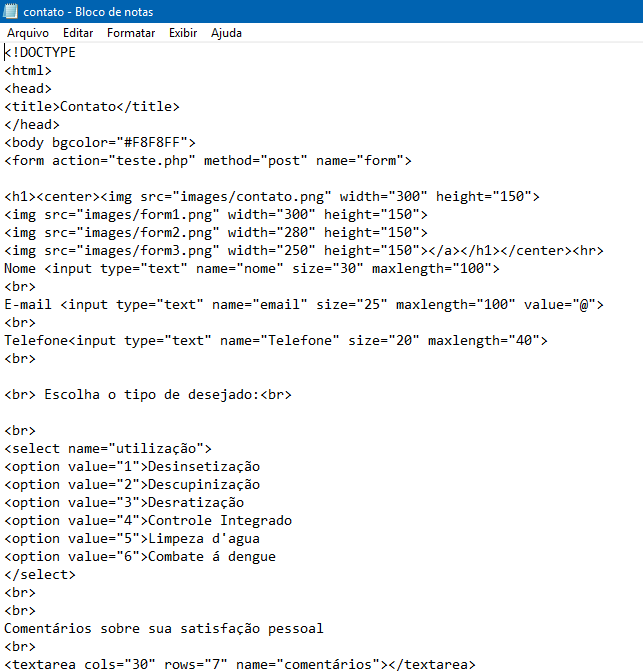 contato - Bloco de notas
Arquivo Editar Formatar Exibir Ajuda
<!DOCTYPE
<html>
<head>
<title>Contato</title>
</head>
<body bgcolor="#F8F8FF">
<form action="teste.php" method="post" name="form">
<h1><center><img src="images/contato.png" width="300" height="150">
<img src="images/form1.png" width="300" height="150">
<img src="images/form2.png" width="280" height="150">
<img src="images/form3.png" width="250" height="150"></a></h1></center><hr>
Nome <input type="text" name="nome" size="30" maxlength="100">
<br>
E-mail <input type="text" name="email" size="25" maxlength="100" value="@">
<br>
Telefone<input type="text" name="Telefone" size="20" maxlength="40">
<br>
<br> Escolha o tipo de desejado:<br>
<br>
<select name="utilização">
<option value="1">Desinsetização
<option value="2">Descupinização
<option value="3">Desratização
<option value="4">Controle Integrado
<option value="5">Limpeza d'agua
<option value="6">Combate á dengue
</select>
<br>
<br>
Comentários sobre sua satisfação pessoal
<br>
<textarea cols="30" rows="7" name="comentários"></textarea>